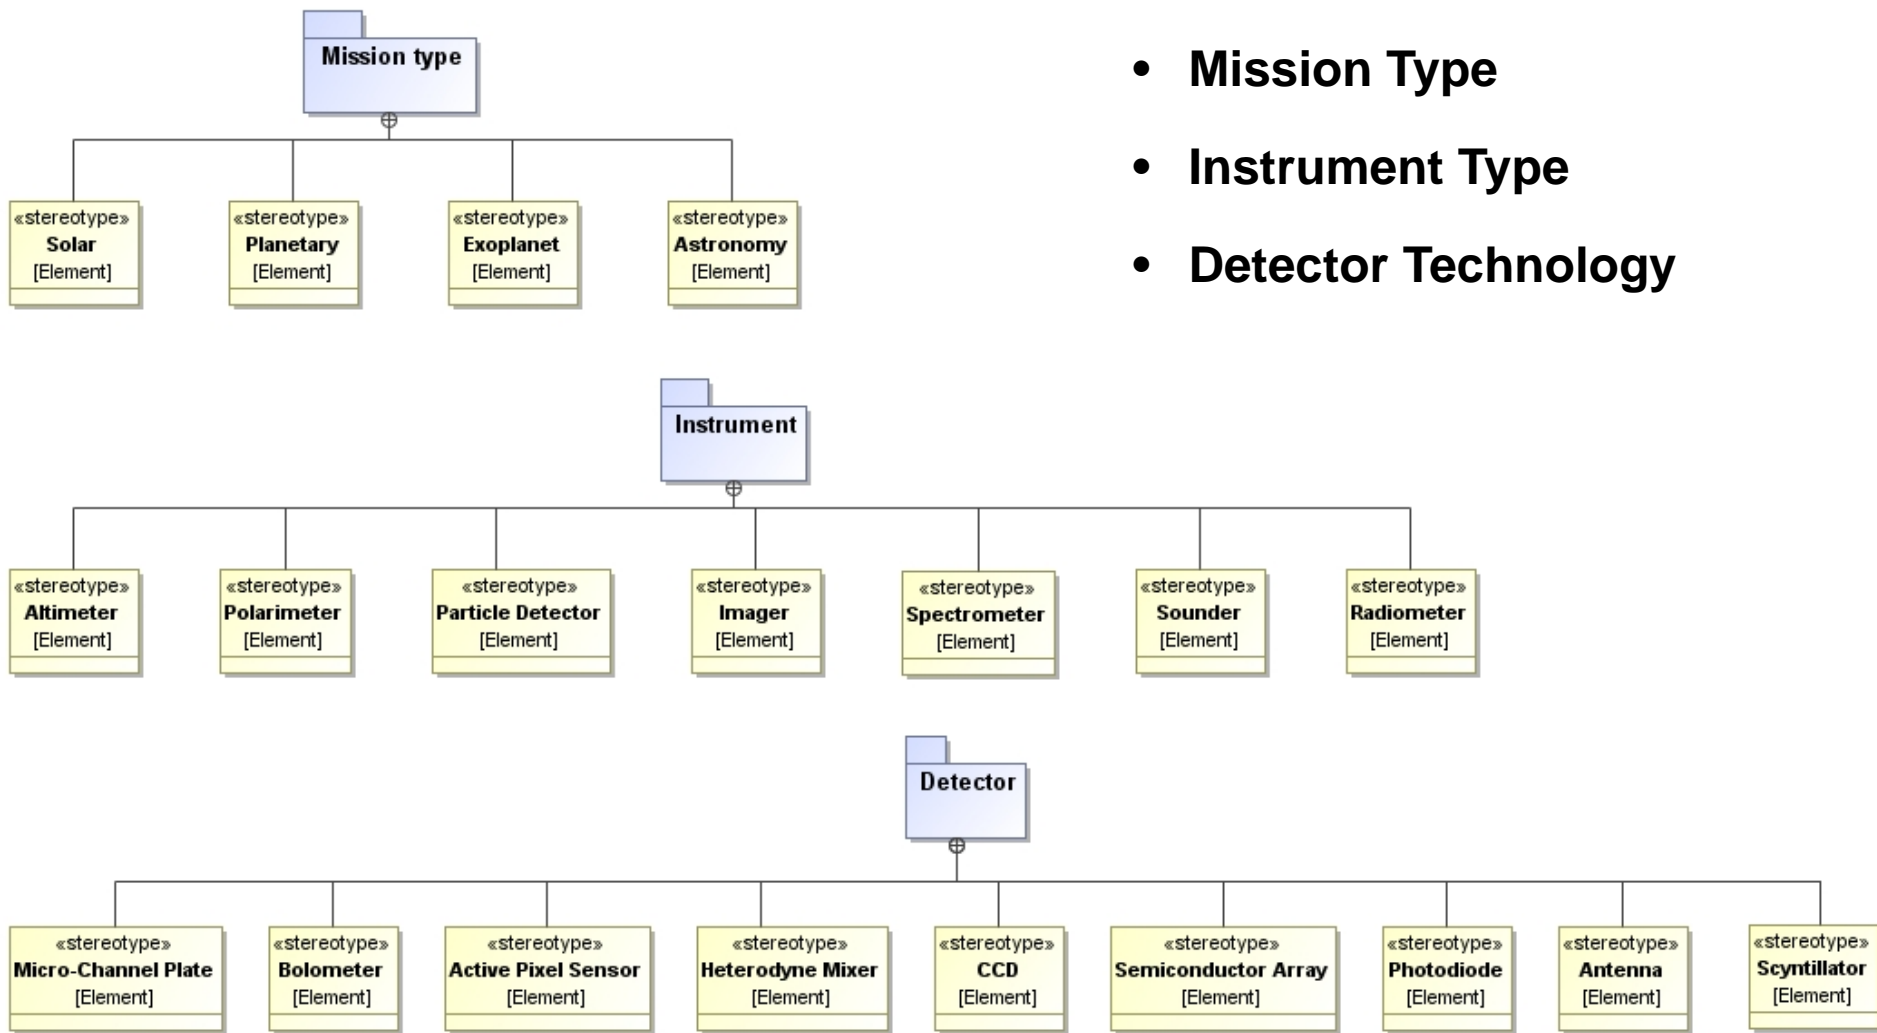 Mission type
«stereotype»
Solar
[Element]
«stereotype»
Planetary
[Element]
«stereotype»
Exoplanet
[Element]
«stereotype»
Astronomy
[Element]
• Mission Type
• Instrument Type
• Detector Technology
Instrument
«stereotype»
Altimeter
[Element]
«stereotype»
Polarimeter
[Element]
«stereotype»
Particle Detector
[Element]
«stereotype»
Imager
[Element]
«stereotype»
Spectrometer
[Element]
«stereotype»
Sounder
[Element]
«stereotype»
Radiometer
[Element]
Detector
«stereotype»
Micro-Channel Plate
[Element]
«stereotype»
Bolometer
[Element]
«stereotype»
Active Pixel Sensor
[Element]
«stereotype»
Heterodyne Mixer
[Element]
«stereotype»
CCD
[Element]
«stereotype»
Semiconductor Array
[Element]
«stereotype»
Photodiode
[Element]
«stereotype»
Antenna
[Element]
«stereotype»
Scyntillator
[Element]